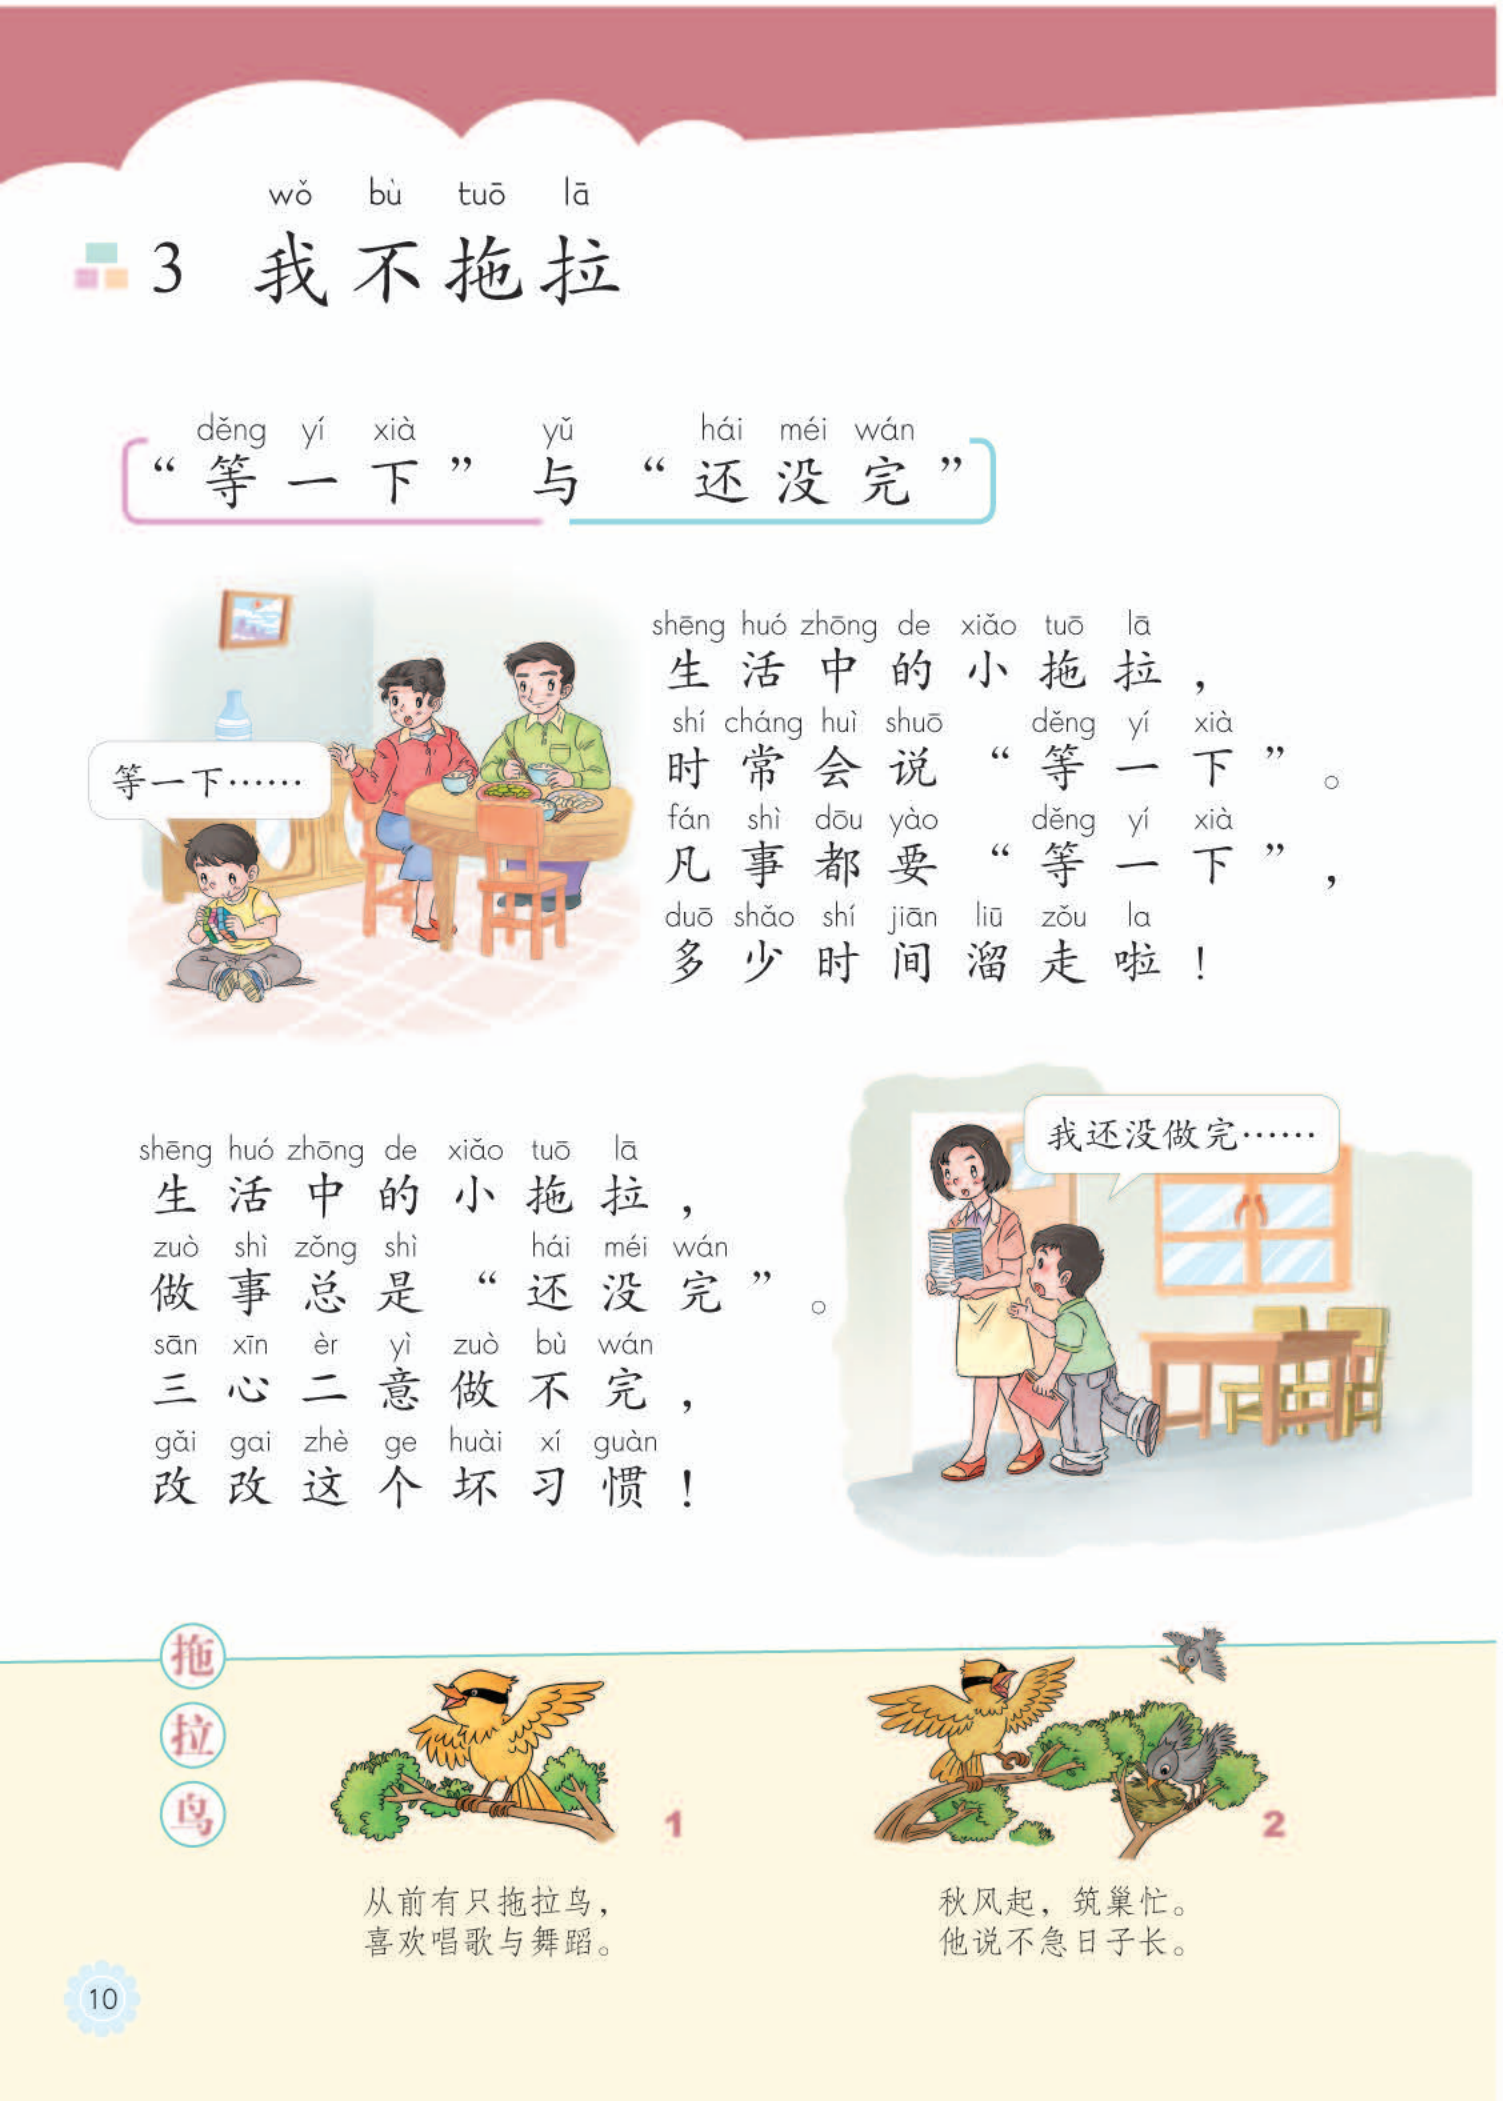 wǒ bù tuō lā
3 我不拖拉
děng yí xià yǔ hái méi wán
“等一下”与“还没完”
等一下……
shēng huó zhōng de xiǎo tuō lā
生活中的小拖拉，
shí cháng huì shuō děng yí xià
时常会说“等一下”。
fán shì dōu yào děng yí xià
凡事都要“等一下”，
duō shǎo shí jiān liū zǒu la
多少时间溜走啦！
我还没做完……
shēng huó zhōng de xiǎo tuō lā
生活中的小拖拉，
zuò shì zǒng shì hái méi wán
做事总是“还没完”。
sān xīn èr yì zuò bù wán
三心二意做不完，
gǎi gai zhè ge huài xí guàn
改改这个坏习惯！
拖
拉
鸟
1
从前有只拖拉鸟，
喜欢唱歌与舞蹈。
2
秋风起，筑巢忙。
他说不急日子长。
10